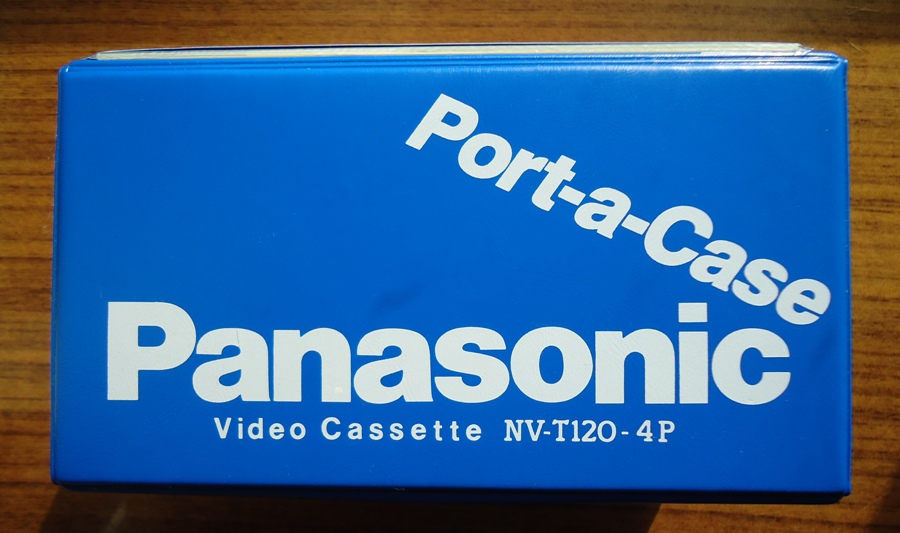 Port-a-Case
Panasonic
Video Cassette NV-T120-4P